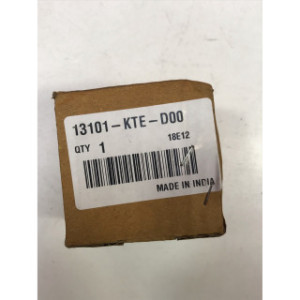 13101-KTE-D00
QTY 1 18E12
MADE IN INDIA